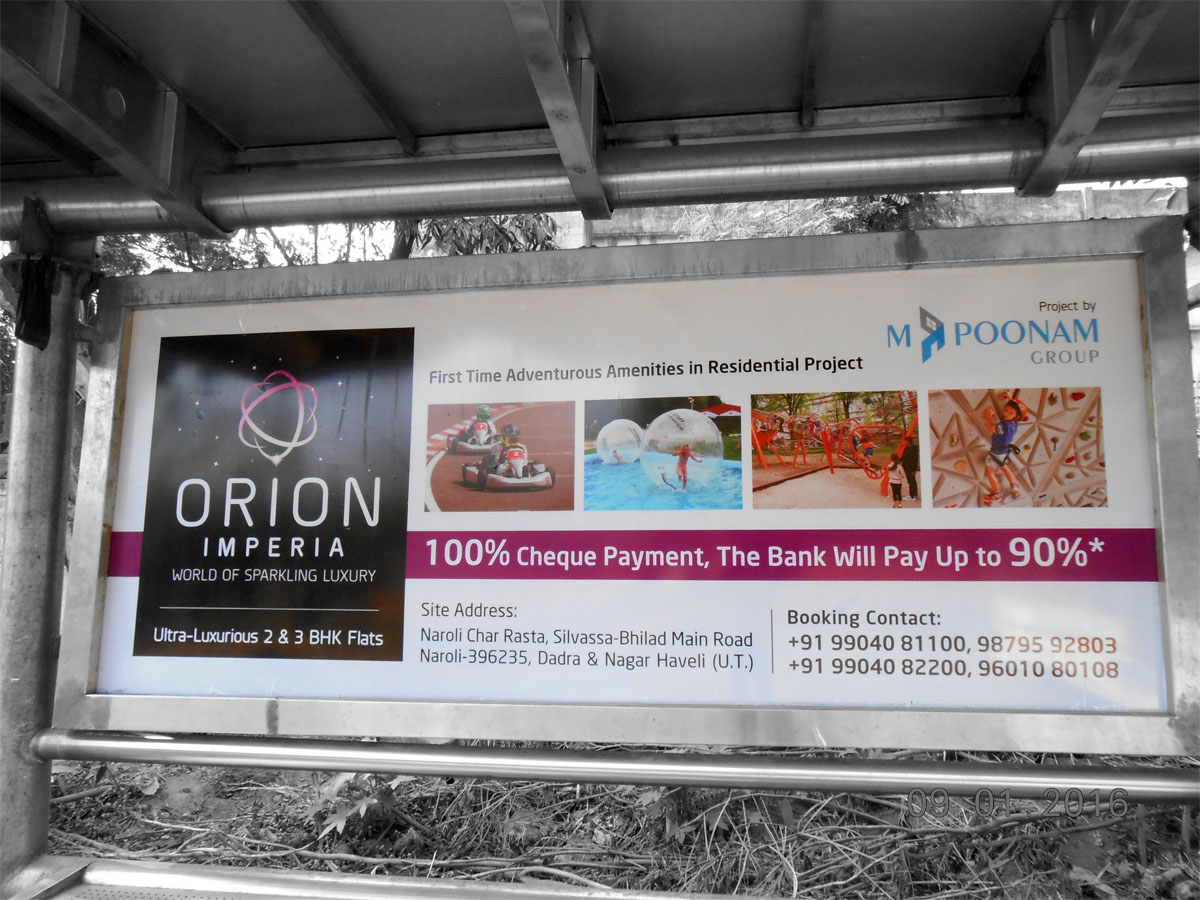 Project by
M POONAM
GROUP
First Time Adventurous Amenities in Residential Project
ORION
IMPERIA
WORLD OF SPARKLING LUXURY
Ultra-Luxurious 2 & 3 BHK Flats
100% Cheque Payment, The Bank Will Pay Up to 90%*
Site Address:
Naroli Char Rasta, Silvassa-Bhilad Main Road
Naroli-396235, Dadra & Nagar Haveli (U.T.)
Booking Contact:
+91 99040 81100, 98795 92803
+91 99040 82200, 96010 80108
09 01 2016